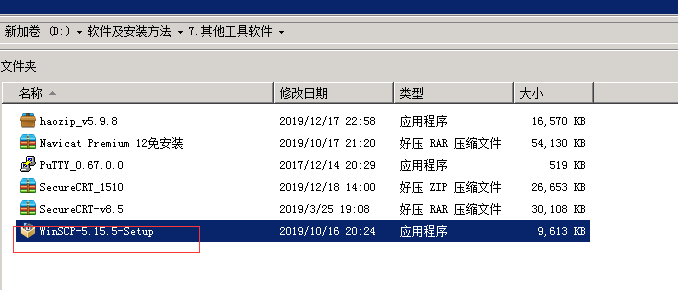 新加卷 (D:) 软件及安装方法 7.其他工具软件
文件夹
名称 修改日期 类型 大小
haozip_v5.9.8 2019/12/17 22:58 应用程序 16,570 KB
Navicat Premium 12免安装 2019/10/17 21:20 好压 RAR 压缩文件 54,130 KB
PuTTY_0.67.0.0 2017/12/14 20:29 应用程序 519 KB
SecureCRT_1510 2019/12/18 14:00 好压 ZIP 压缩文件 26,653 KB
SecureCRT-v8.5 2019/3/25 19:08 好压 RAR 压缩文件 30,108 KB
WinSCP-5.15.5-Setup 2019/10/16 20:24 应用程序 9,613 KB